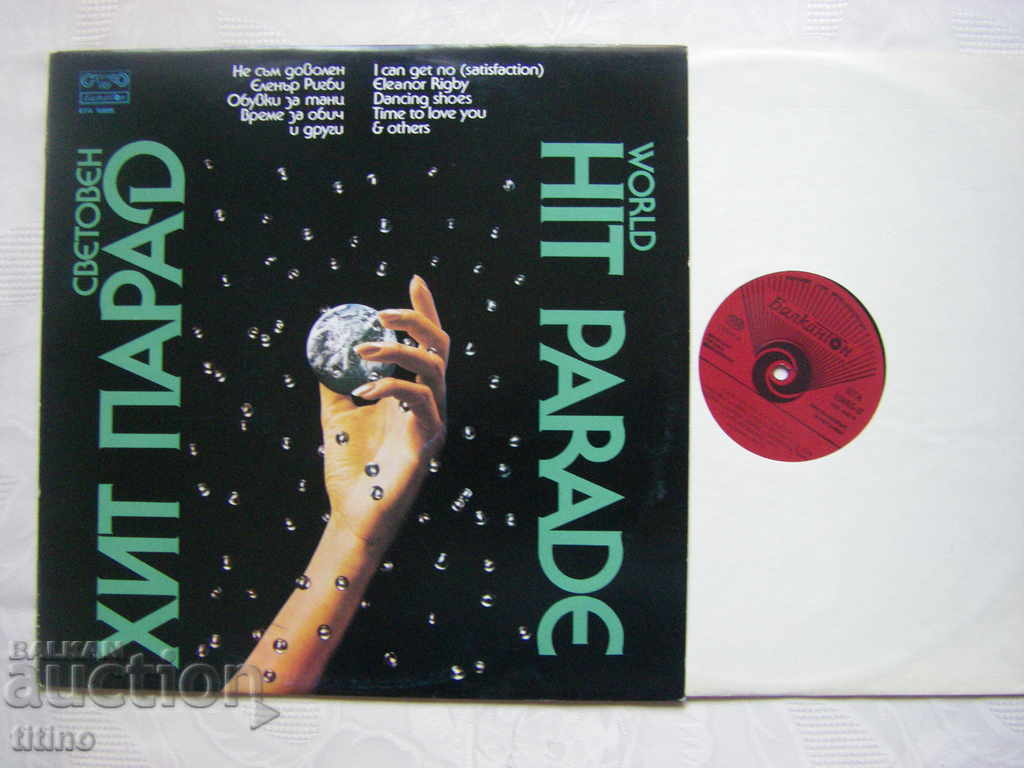 Не съм доволен
Еленър Ригби
Обувки за танц
Време за обич
и други
I can get no (satisfaction)
Eleanor Rigby
Dancing shoes
Time to love you
& others
СВЕТОВЕН
ХИТ ПАРАД
WORLD
HIT PARADE
Балкантон
Балкантон
BALKAN
auction
titino